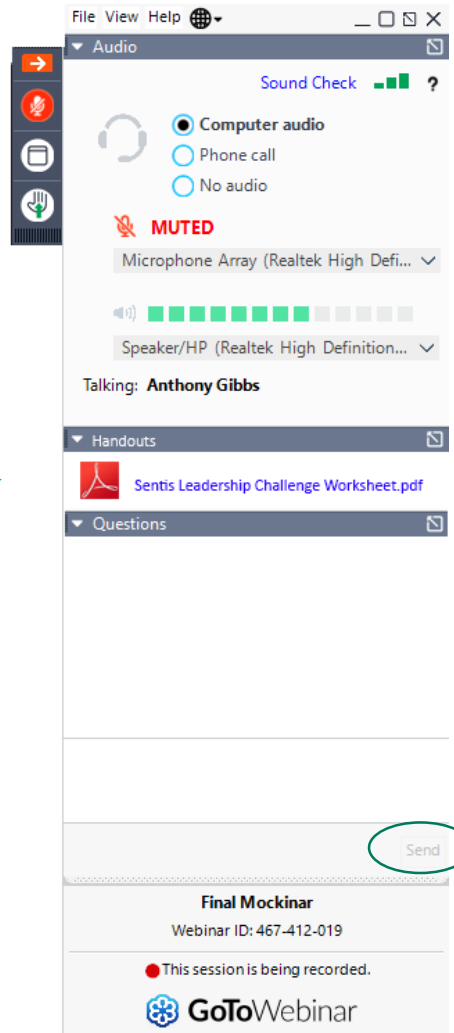 File View Help
Audio
Sound Check ?
Computer audio
Phone call
No audio
MUTED
Microphone Array (Realtek High Defi...
Speaker/HP (Realtek High Definition...
Talking: Anthony Gibbs
Handouts
Sentis Leadership Challenge Worksheet.pdf
Questions
Send
Final Mockinar
Webinar ID: 467-412-019
This session is being recorded.
GoToWebinar